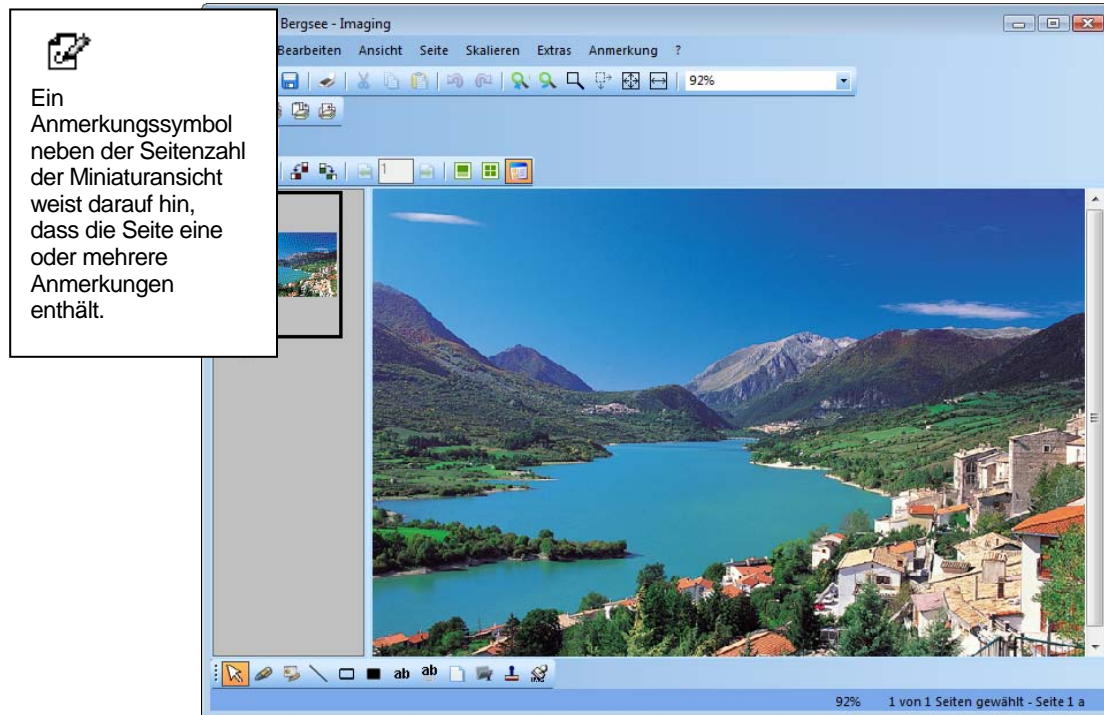 Ein
Anmerkungssymbol
neben der Seitenzahl
der Miniaturansicht
weist darauf hin,
dass die Seite eine
oder mehrere
Anmerkungen
enthält.
Bergsee - Imaging
Bearbeiten Ansicht Seite Skalieren Extras Anmerkung ?
92%
1
ab ab
92% 1 von 1 Seiten gewählt - Seite 1 a